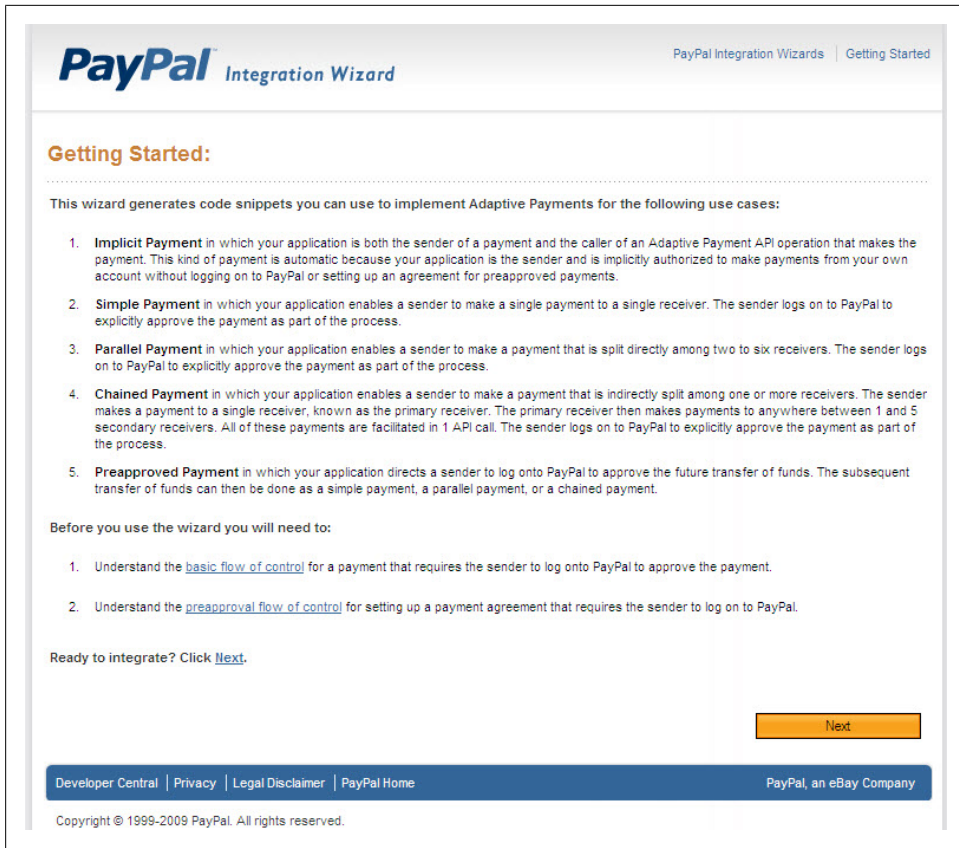 PayPal™ Integration Wizard
PayPal Integration Wizards | Getting Started
Getting Started:
This wizard generates code snippets you can use to implement Adaptive Payments for the following use cases:
1. Implicit Payment in which your application is both the sender of a payment and the caller of an Adaptive Payment API operation that makes the
payment. This kind of payment is automatic because your application is the sender and is implicitly authorized to make payments from your own
account without logging on to PayPal or setting up an agreement for preapproved payments.
2. Simple Payment in which your application enables a sender to make a single payment to a single receiver. The sender logs on to PayPal to
explicitly approve the payment as part of the process.
3. Parallel Payment in which your application enables a sender to make a payment that is split directly among two to six receivers. The sender logs
on to PayPal to explicitly approve the payment as part of the process.
4. Chained Payment in which your application enables a sender to make a payment that is indirectly split among one or more receivers. The sender
makes a payment to a single receiver, known as the primary receiver. The primary receiver then makes payments to anywhere between 1 and 5
secondary receivers. All of these payments are facilitated in 1 API call. The sender logs on to PayPal to explicitly approve the payment as part of
the process.
5. Preapproved Payment in which your application directs a sender to log onto PayPal to approve the future transfer of funds. The subsequent
transfer of funds can then be done as a simple payment, a parallel payment, or a chained payment.
Before you use the wizard you will need to:
1. Understand the basic flow of control for a payment that requires the sender to log onto PayPal to approve the payment.
2. Understand the preapproval flow of control for setting up a payment agreement that requires the sender to log on to PayPal.
Ready to integrate? Click Next.
Next
Developer Central | Privacy | Legal Disclaimer | PayPal Home
PayPal, an eBay Company
Copyright © 1999-2009 PayPal. All rights reserved.